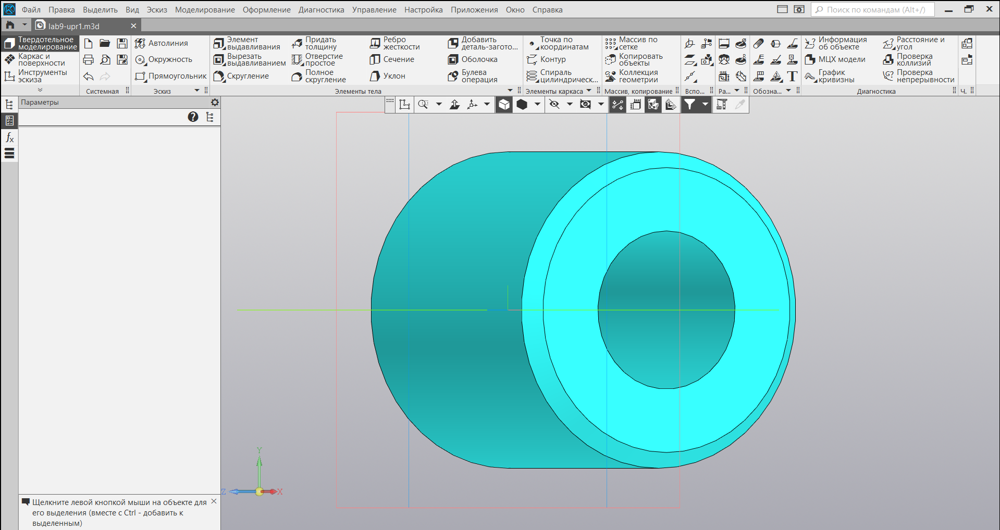 Файл Правка Выделить Вид Эскиз Моделирование Оформление Диагностика Управление Настройка Приложения Окно Справка Поиск по командам (Alt+/)
lab9-upr1.m3d
Твердотельное моделирование
Каркас и поверхности
Инструменты эскиза
Системная
Автолиния
Окружность
Прямоугольник
Эскиз
Элемент выдавливания
Вырезать выдавливанием
Скругление
Придать толщину
Отверстие простое
Полное скругление
Ребро жесткости
Сечение
Уклон
Добавить деталь-загото...
Оболочка
Булева операция
Элементы тела
Точка по координатам
Контур
Спираль цилиндрическ...
Элементы каркаса
Массив по сетке
Копировать объекты
Коллекция геометрии
Массив, копирование
Вспо...
Ра...
Обозна...
Информация об объекте
МЦХ модели
График кривизны
Расстояние и угол
Проверка коллизий
Проверка непрерывности
Диагностика
Ч.
Параметры
Щелкните левой кнопкой мыши на объекте для
его выделения (вместе с Ctrl - добавить к
выделенным)
Y
Z
X